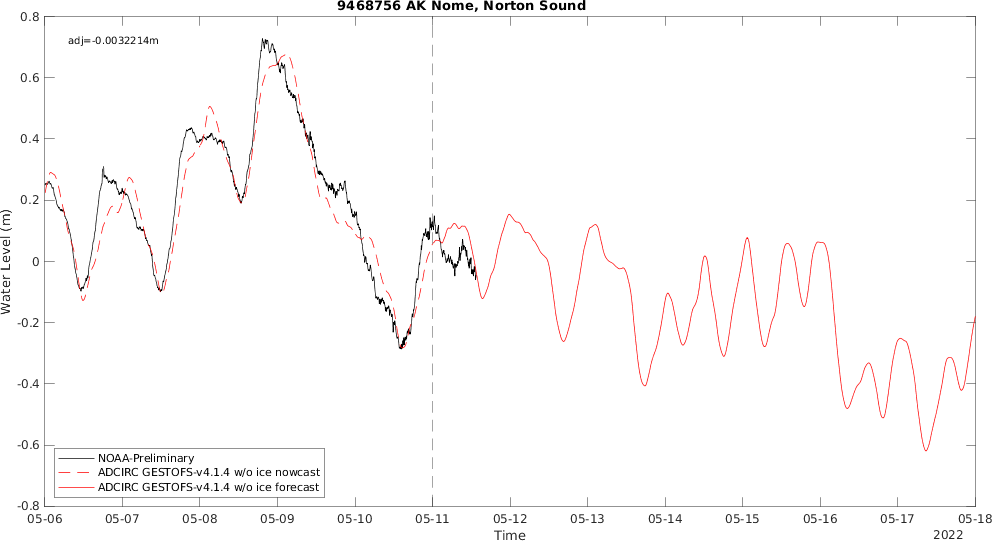 9468756 AK Nome, Norton Sound
adj=-0.0032214m
0.8
0.6
0.4
0.2
0
-0.2
-0.4
-0.6
-0.8
Water Level (m)
NOAA-Preliminary
ADCIRC GESTOFS-v4.1.4 w/o ice nowcast
ADCIRC GESTOFS-v4.1.4 w/o ice forecast
05-06 05-07 05-08 05-09 05-10 05-11 05-12 05-13 05-14 05-15 05-16 05-17 05-18
Time
2022